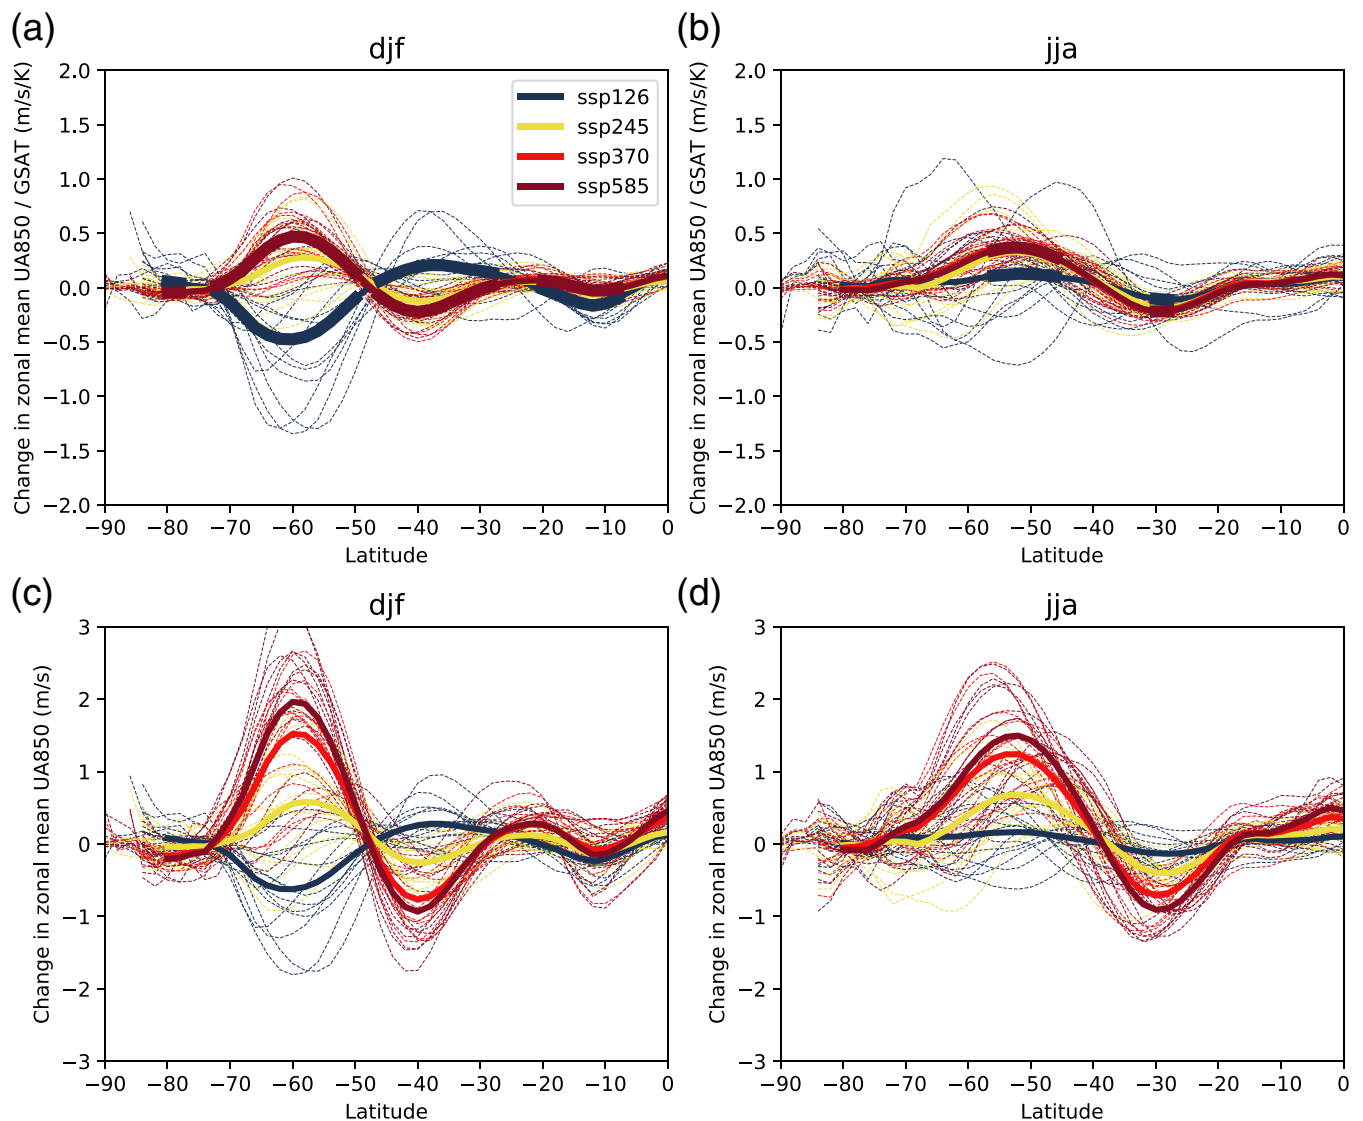 (a)
djf
Change in zonal mean UA850 / GSAT (m/s/K)
2.0
1.5
1.0
0.5
0.0
−0.5
−1.0
−1.5
−2.0
ssp126
ssp245
ssp370
ssp585
−90 −80 −70 −60 −50 −40 −30 −20 −10 0
Latitude
(b)
jja
Change in zonal mean UA850 / GSAT (m/s/K)
2.0
1.5
1.0
0.5
0.0
−0.5
−1.0
−1.5
−2.0
−90 −80 −70 −60 −50 −40 −30 −20 −10 0
Latitude
(c)
djf
Change in zonal mean UA850 (m/s)
3
2
1
0
−1
−2
−3
−90 −80 −70 −60 −50 −40 −30 −20 −10 0
Latitude
(d)
jja
Change in zonal mean UA850 (m/s)
3
2
1
0
−1
−2
−3
−90 −80 −70 −60 −50 −40 −30 −20 −10 0
Latitude